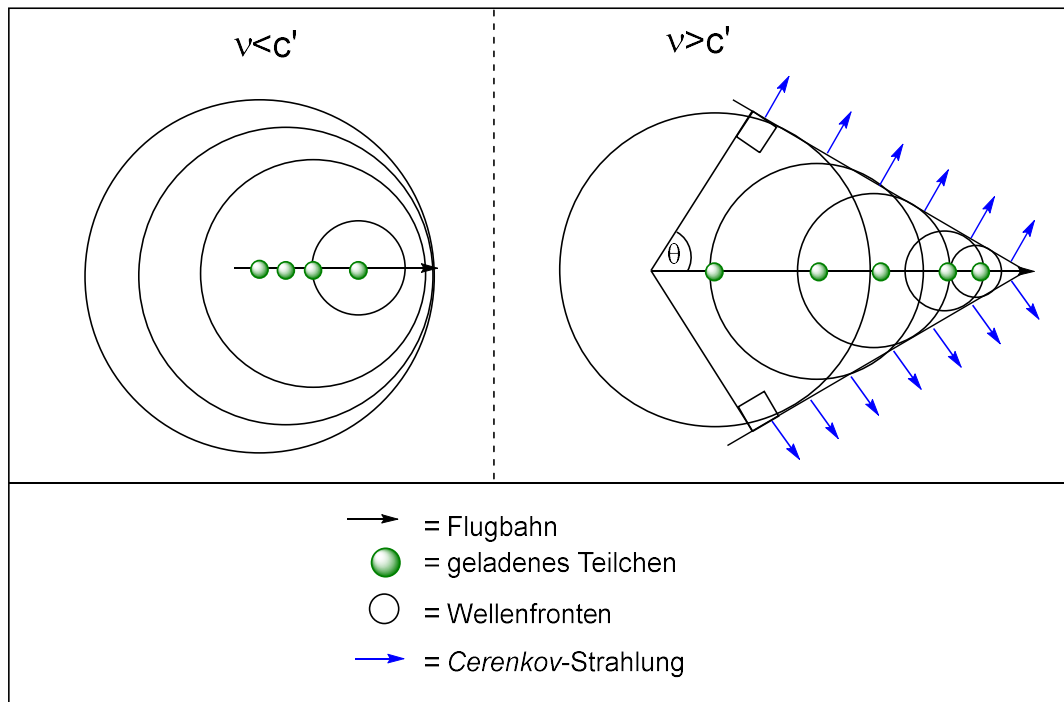 ν<c'
ν>c'
θ
= Flugbahn
= geladenes Teilchen
= Wellenfronten
= Cerenkov-Strahlung